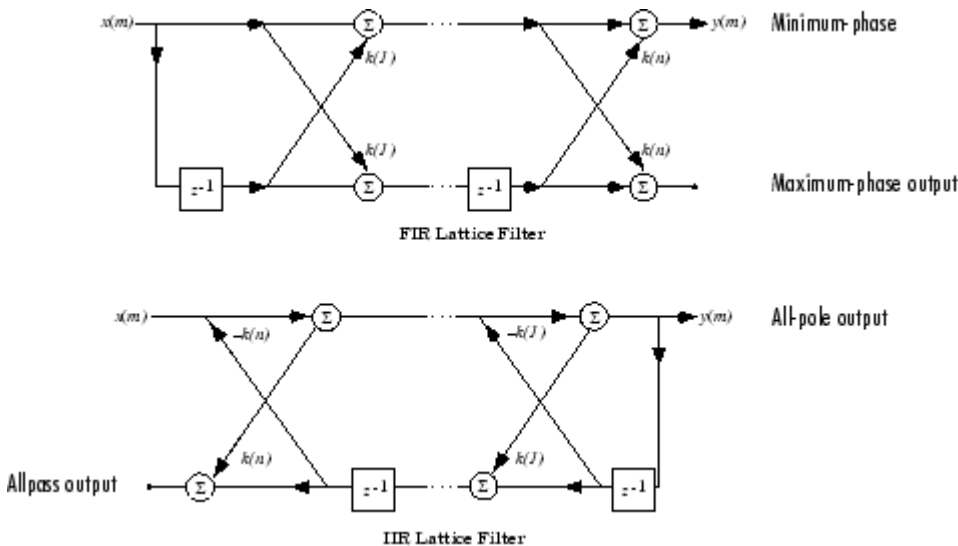 x(m) Σ · · · Σ y(m) Minimum-phase
k(1) k(n)
k(1) k(n)
z-1 Σ · · · z-1 Σ Maximum-phase output
FIR Lattice Filter
x(m) Σ · · · Σ y(m) All-pole output
–k(n) –k(1)
k(n) k(1)
Allpass output Σ z-1 · · · Σ z-1
IIR Lattice Filter